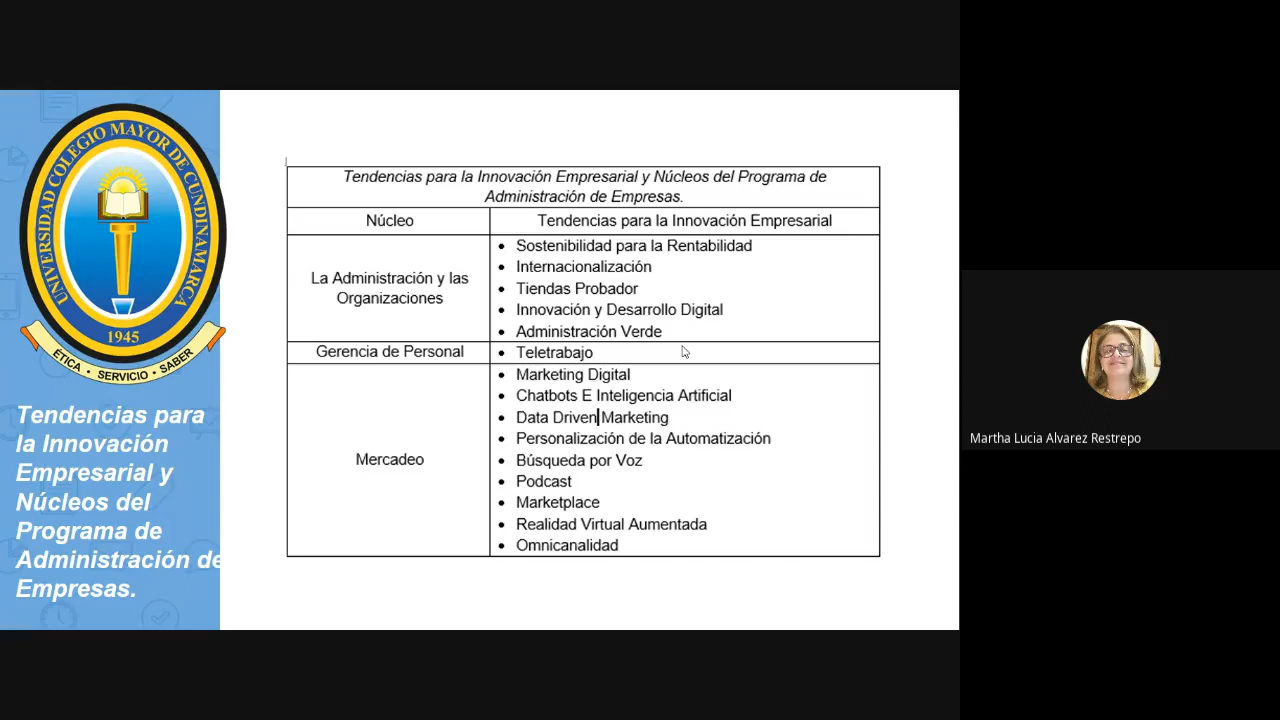 UNIVERSIDAD COLEGIO MAYOR DE CUNDINAMARCA
1945
ÉTICA • SERVICIO • SABER
Tendencias para
la Innovación
Empresarial y
Núcleos del
Programa de
Administración de
Empresas.
Tendencias para la Innovación Empresarial y Núcleos del Programa de
Administración de Empresas.
Núcleo
Tendencias para la Innovación Empresarial
La Administración y las
Organizaciones
• Sostenibilidad para la Rentabilidad
• Internacionalización
• Tiendas Probador
• Innovación y Desarrollo Digital
• Administración Verde
Gerencia de Personal
• Teletrabajo
Mercadeo
• Marketing Digital
• Chatbots E Inteligencia Artificial
• Data Driven Marketing
• Personalización de la Automatización
• Búsqueda por Voz
• Podcast
• Marketplace
• Realidad Virtual Aumentada
• Omnicanalidad
Martha Lucia Alvarez Restrepo